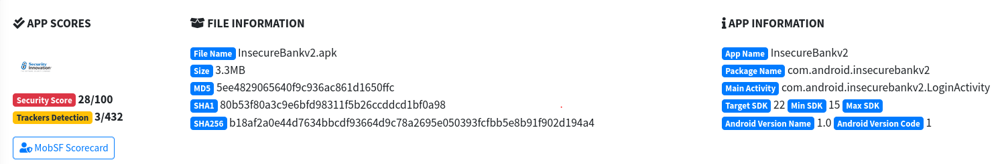 APP SCORES
Security
Innovation
Security Score 28/100
Trackers Detection 3/432
MobSF Scorecard
FILE INFORMATION
File Name InsecureBankv2.apk
Size 3.3MB
MD5 5ee4829065640f9c936ac861d1650ffc
SHA1 80b53f80a3c9e6bfd98311f5b26ccddcd1bf0a98
SHA256 b18af2a0e44d7634bbcdf93664d9c78a2695e050393fcfbb5e8b91f902d194a4
APP INFORMATION
App Name InsecureBankv2
Package Name com.android.insecurebankv2
Main Activity com.android.insecurebankv2.LoginActivity
Target SDK 22 Min SDK 15 Max SDK
Android Version Name 1.0 Android Version Code 1